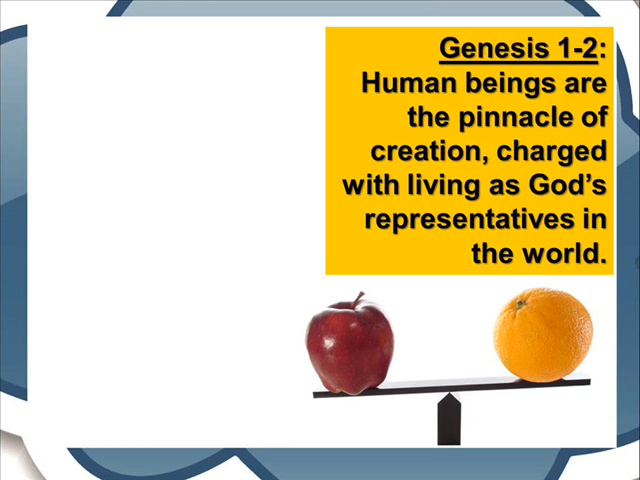 Genesis 1-2:
Human beings are
the pinnacle of
creation, charged
with living as God’s
representatives in
the world.